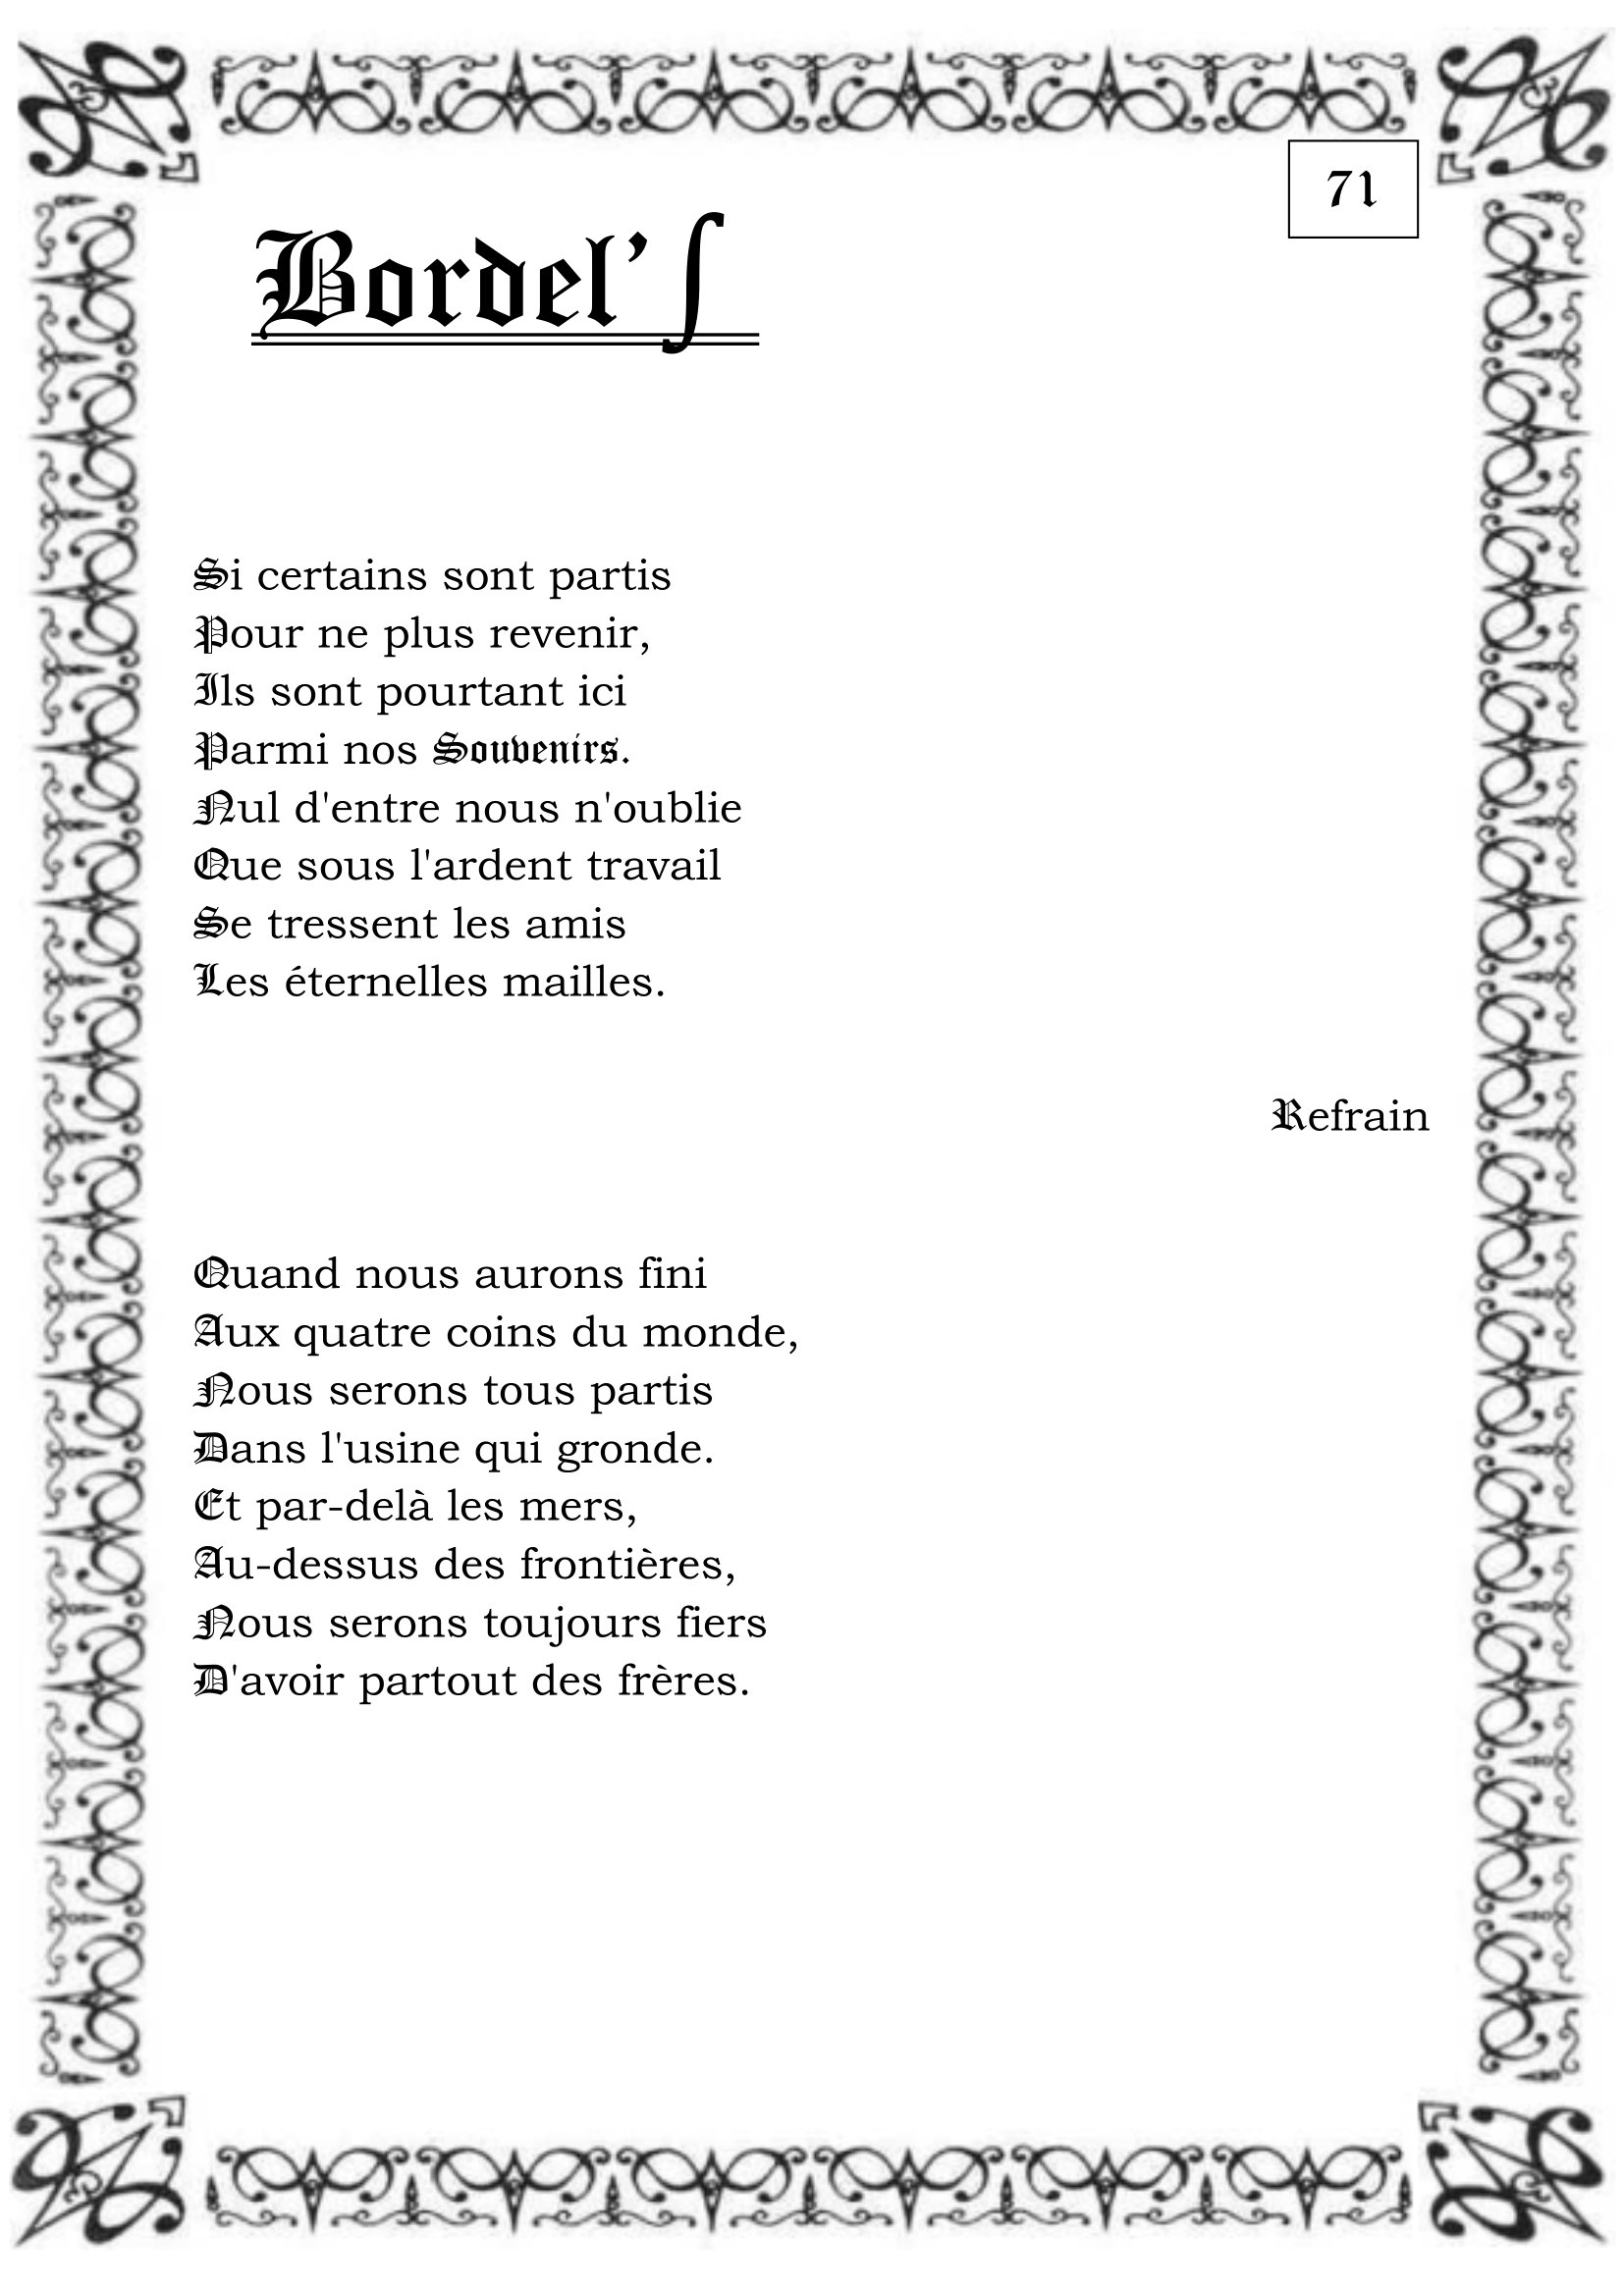 71
Bordel’∫
Si certains sont partis
Pour ne plus revenir,
Ils sont pourtant ici
Parmi nos Souvenirs.
Nul d'entre nous n'oublie
Que sous l'ardent travail
Se tressent les amis
Les éternelles mailles.
Refrain
Quand nous aurons fini
Aux quatre coins du monde,
Nous serons tous partis
Dans l'usine qui gronde.
Et par-delà les mers,
Au-dessus des frontières,
Nous serons toujours fiers
D'avoir partout des frères.